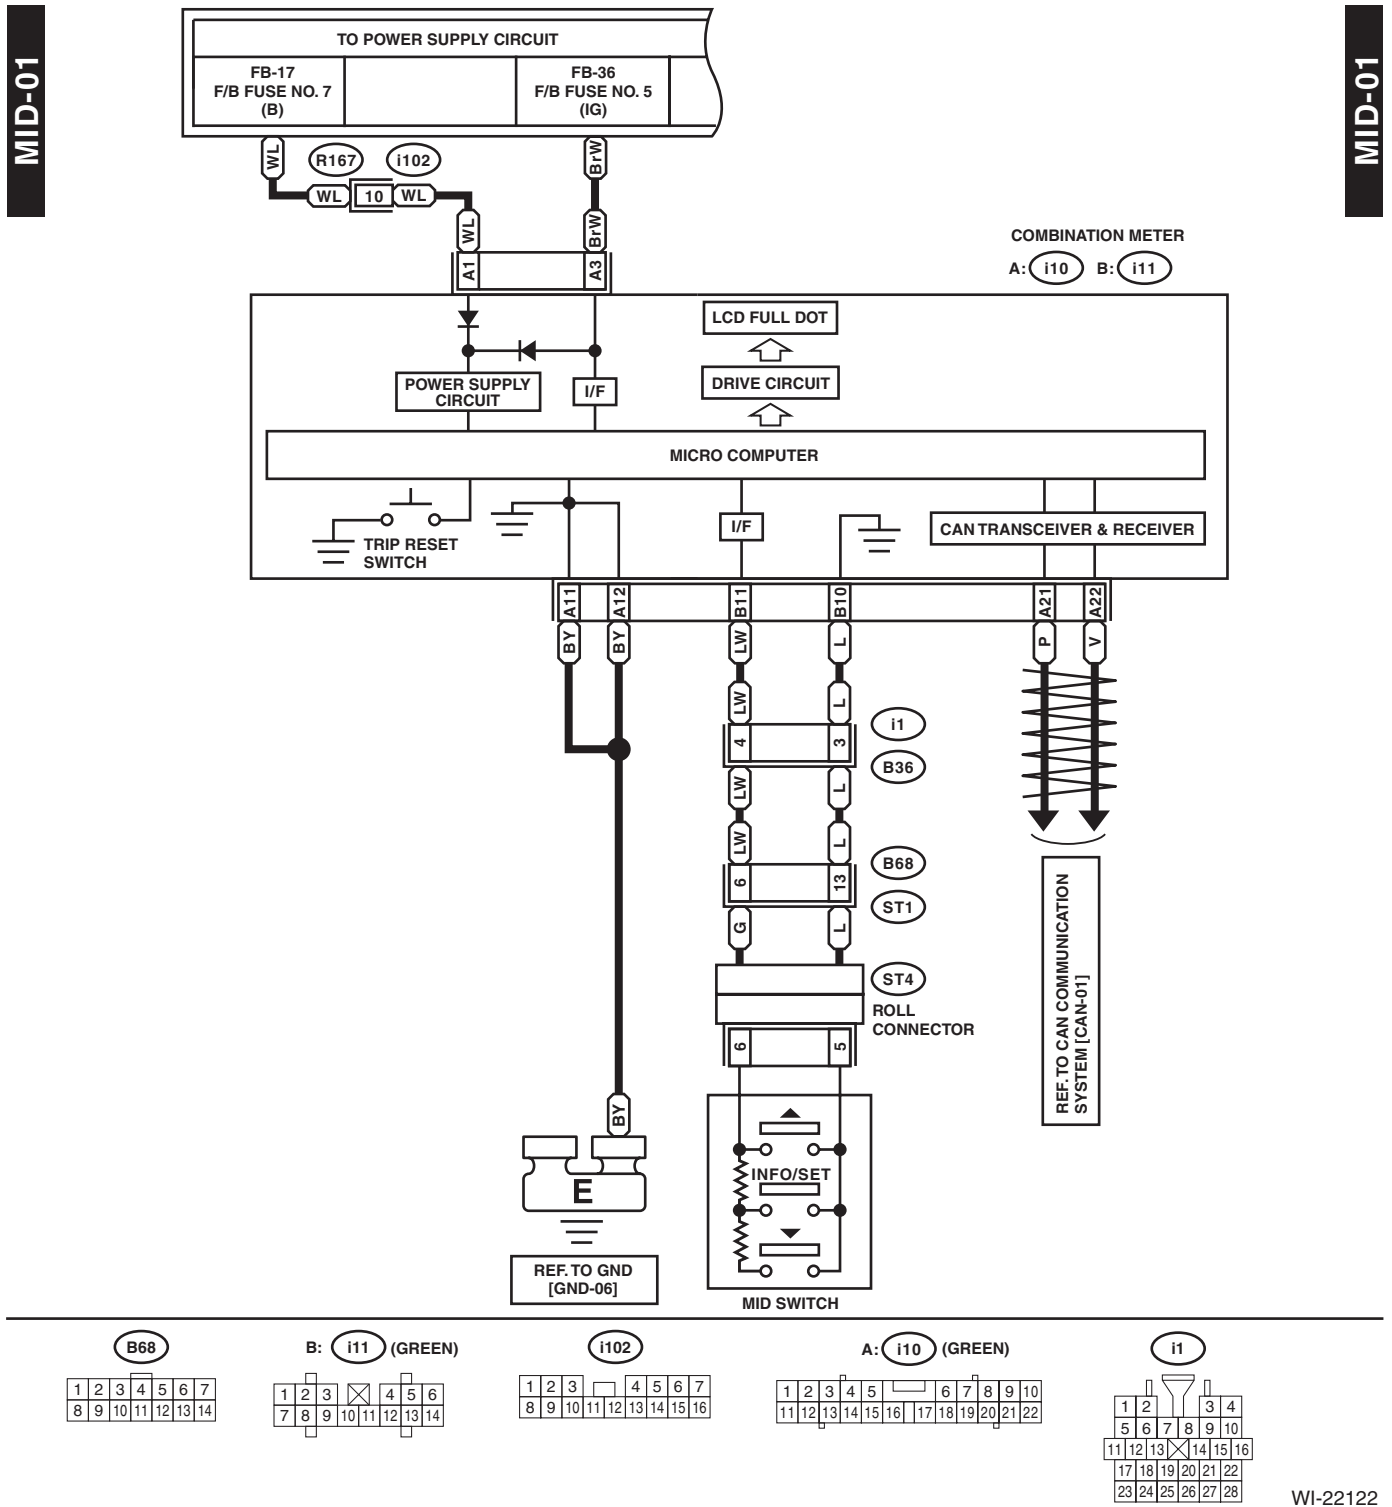 MID-01
MID-01
TO POWER SUPPLY CIRCUIT
FB-17
F/B FUSE NO. 7
(B)
FB-36
F/B FUSE NO. 5
(IG)
WL
BrW
R167
i102
WL
10
WL
WL
BrW
A1
A3
COMBINATION METER
A: i10 B: i11
LCD FULL DOT
DRIVE CIRCUIT
POWER SUPPLY
CIRCUIT
I/F
MICRO COMPUTER
TRIP RESET
SWITCH
I/F
CAN TRANSCEIVER & RECEIVER
A11
A12
B11
B10
A21
A22
BY
BY
LW
L
P
V
LW
L
4
3
i1
B36
LW
L
LW
L
6
13
B68
ST1
G
L
ST4
ROLL
CONNECTOR
6
5
REF. TO CAN COMMUNICATION
SYSTEM [CAN-01]
BY
E
REF. TO GND
[GND-06]
INFO/SET
MID SWITCH
B68
1 2 3 4 5 6 7
8 9 10 11 12 13 14
B: i11 (GREEN)
1 2 3 4 5 6
7 8 9 10 11 12 13 14
i102
1 2 3 4 5 6 7
8 9 10 11 12 13 14 15 16
A: i10 (GREEN)
1 2 3 4 5 6 7 8 9 10
11 12 13 14 15 16 17 18 19 20 21 22
i1
1 2 3 4
5 6 7 8 9 10
11 12 13 14 15 16
17 18 19 20 21 22
23 24 25 26 27 28
WI-22122